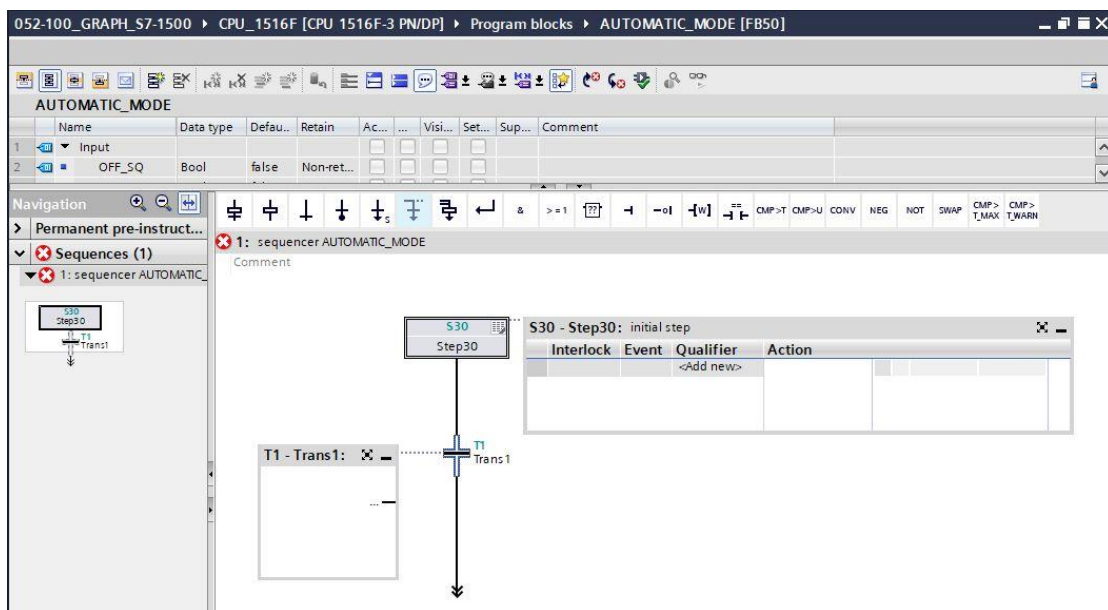 052-100_GRAPH_S7-1500 ▸ CPU_1516F [CPU 1516F-3 PN/DP] ▸ Program blocks ▸ AUTOMATIC_MODE [FB50]
AUTOMATIC_MODE
Name Data type Defau... Retain Ac... ... Visi... Set... Sup... Comment
1 Input
2 OFF_SQ Bool false Non-ret...
Navigation
Permanent pre-instruct...
Sequences (1)
1: sequencer AUTOMATIC_
S30
Step30
T1
Trans1
S & >=1 ?? [W] == CMP>T CMP>U CONV NEG NOT SWAP CMP> T_MAX CMP> T_WARN
1: sequencer AUTOMATIC_MODE
Comment
S30
Step30
S30 - Step30: initial step
Interlock Event Qualifier Action
<Add new>
T1 - Trans1:
...
T1
Trans1